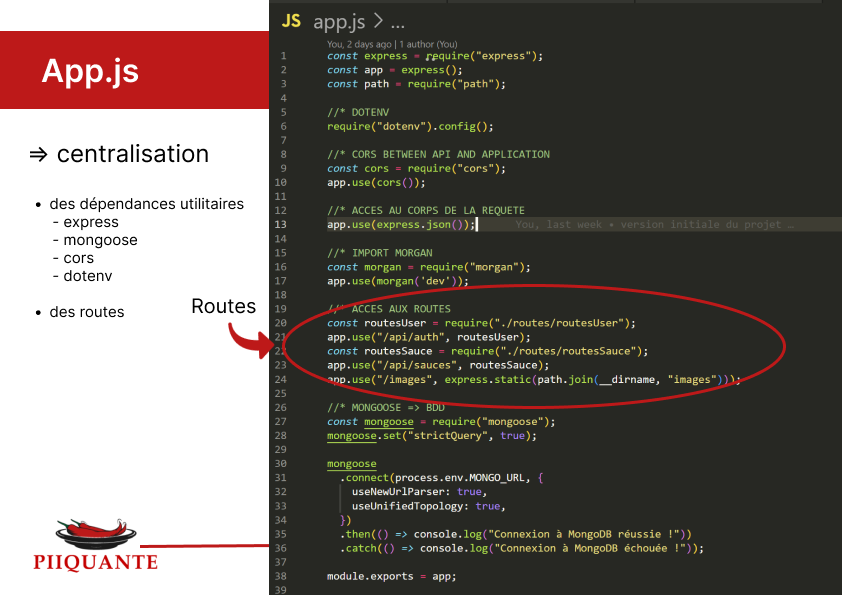 App.js
⇒ centralisation
• des dépendances utilitaires
- express
- mongoose
- cors
- dotenv
• des routes
Routes
PIIQUANTE
JS app.js > ...
You, 2 days ago | 1 author (You)
1 const express = require("express");
2 const app = express();
3 const path = require("path");
4
5 //* DOTENV
6 require("dotenv").config();
7
8 //* CORS BETWEEN API AND APPLICATION
9 const cors = require("cors");
10 app.use(cors());
11
12 //* ACCES AU CORPS DE LA REQUETE
13 app.use(express.json()); You, last week • version initiale du projet …
14
15 //* IMPORT MORGAN
16 const morgan = require("morgan");
17 app.use(morgan('dev'));
18
19 //* ACCES AUX ROUTES
20 const routesUser = require("./routes/routesUser");
21 app.use("/api/auth", routesUser);
22 const routesSauce = require("./routes/routesSauce");
23 app.use("/api/sauces", routesSauce);
24 app.use("/images", express.static(path.join(__dirname, "images")));
25
26 //* MONGOOSE => BDD
27 const mongoose = require("mongoose");
28 mongoose.set("strictQuery", true);
29
30 mongoose
31 .connect(process.env.MONGO_URL, {
32 useNewUrlParser: true,
33 useUnifiedTopology: true,
34 })
35 .then(() => console.log("Connexion à MongoDB réussie !"))
36 .catch(() => console.log("Connexion à MongoDB échouée !"));
37
38 module.exports = app;
39